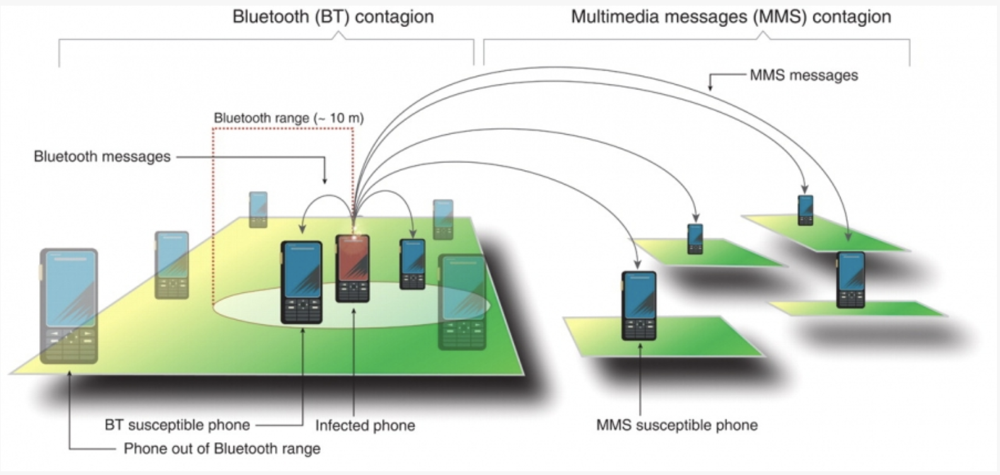 Bluetooth (BT) contagion
Multimedia messages (MMS) contagion
MMS messages
Bluetooth range (~ 10 m)
Bluetooth messages
BT susceptible phone
Infected phone
MMS susceptible phone
Phone out of Bluetooth range